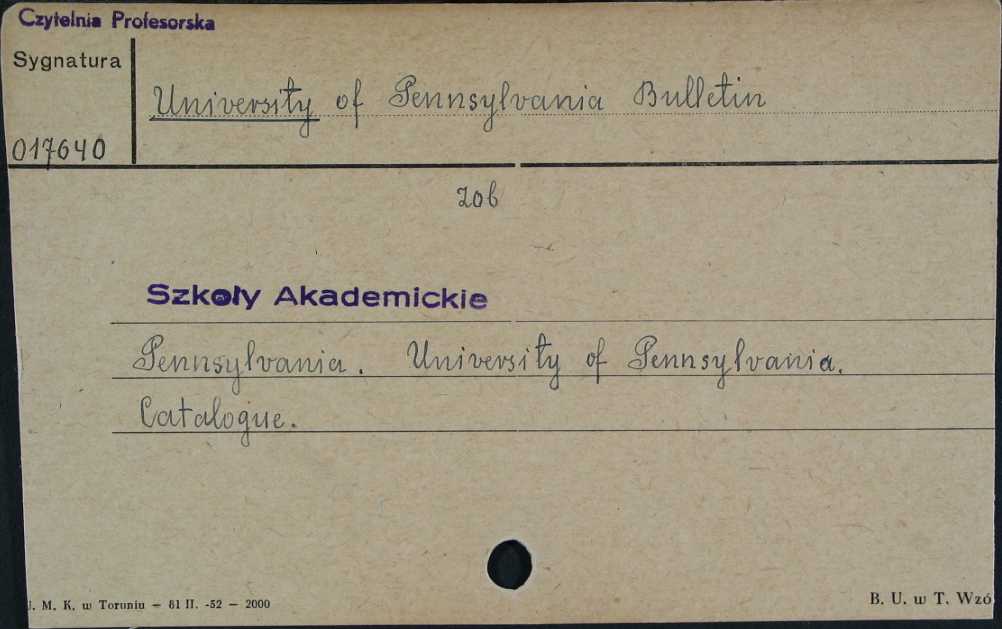 Czytelnia Profesorska
Sygnatura
University of Pennsylvania Bulletin
017640
zob
Szkoły Akademickie
Pennsylvania. University of Pennsylvania.
Catalogue.
J. M. K. w Toruniu — 61 II. -52 — 2000
B. U. w T. Wzó